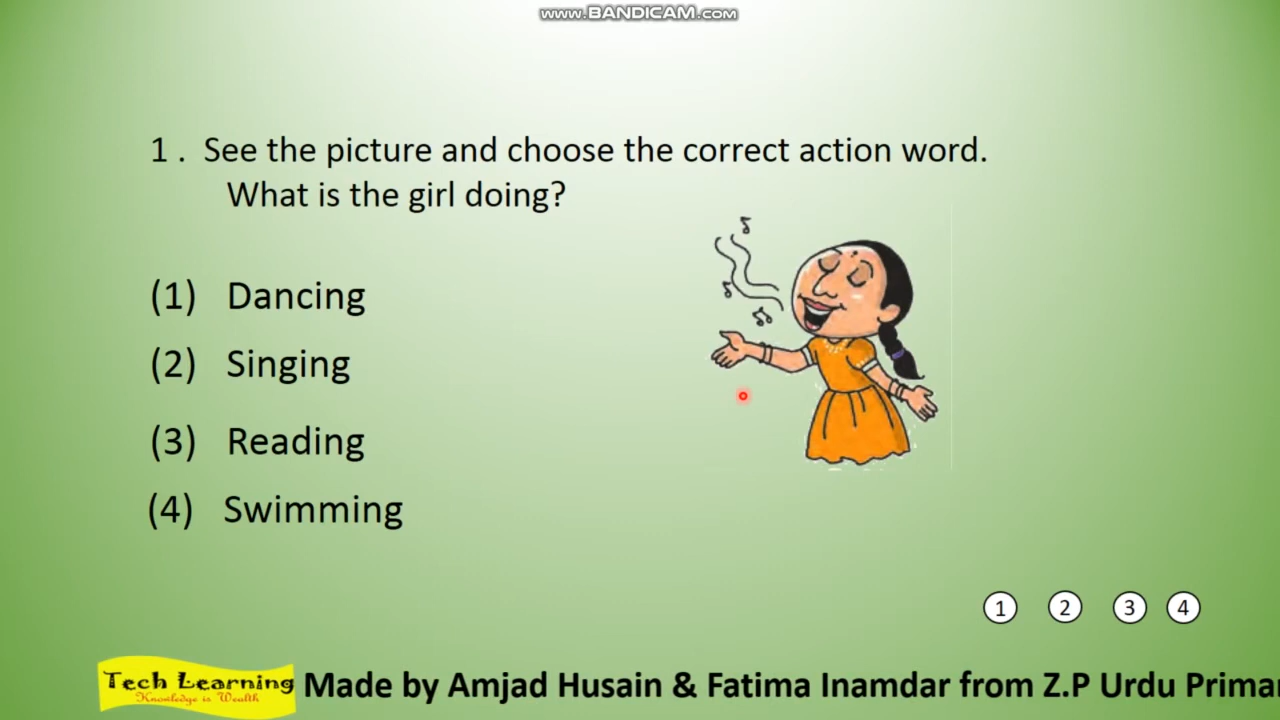 www.BANDICAM.com
1 . See the picture and choose the correct action word.
What is the girl doing?
(1) Dancing
(2) Singing
(3) Reading
(4) Swimming
1 2 3 4
Tech Learning
Knowledge is Wealth
Made by Amjad Husain & Fatima Inamdar from Z.P Urdu Primar